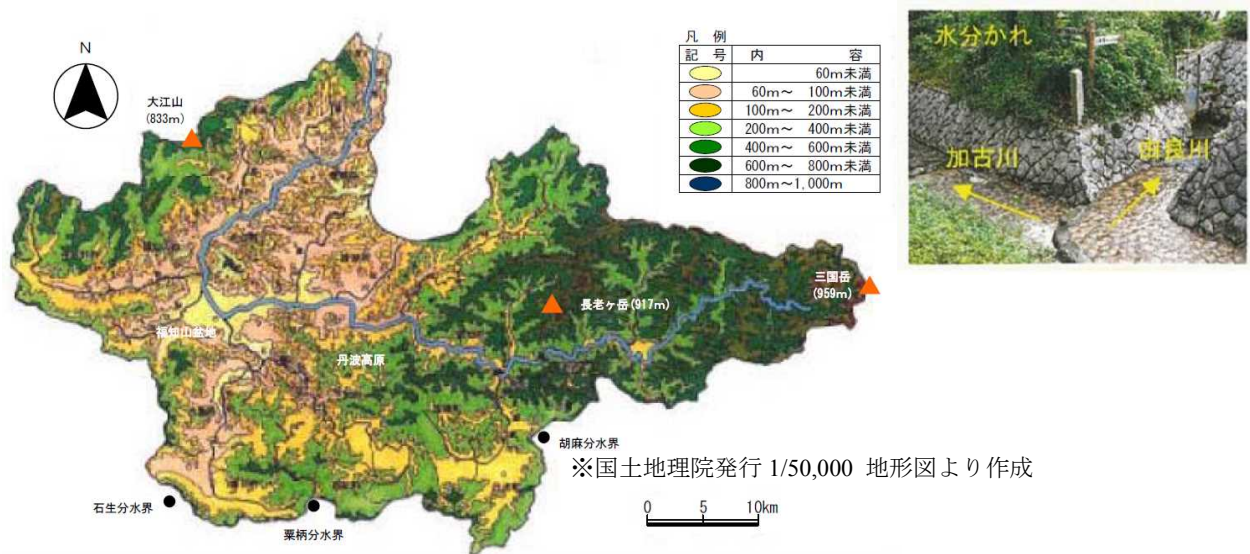 N
大江山
(833m)
凡 例
記 号 内 容
60m未満
60m～ 100m未満
100m～ 200m未満
200m～ 400m未満
400m～ 600m未満
600m～ 800m未満
800m～1,000m
水分かれ
加古川
由良川
三国岳
(959m)
長老ヶ岳(917m)
福知山盆地
丹波高原
胡麻分水界
※国土地理院発行 1/50,000 地形図より作成
石生分水界
栗柄分水界
0 5 10km